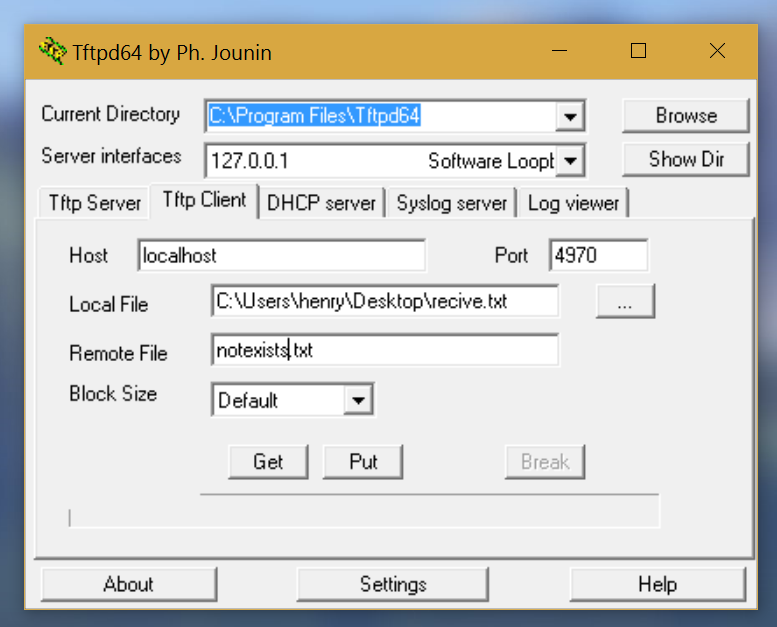 Tftpd64 by Ph. Jounin
Current Directory C:\Program Files\Tftpd64 Browse
Server interfaces 127.0.0.1 Software Loopb Show Dir
Tftp Server Tftp Client DHCP server Syslog server Log viewer
Host localhost Port 4970
Local File C:\Users\henry\Desktop\recive.txt ...
Remote File notexists.txt
Block Size Default
Get Put Break
About Settings Help